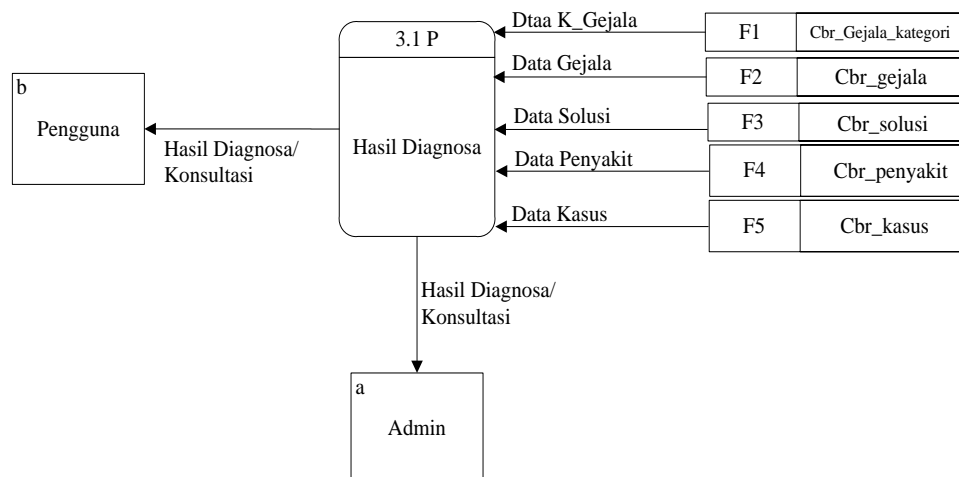 3.1 P
Hasil Diagnosa
b
Pengguna
Hasil Diagnosa/
Konsultasi
Dtaa K_Gejala
F1
Cbr_Gejala_kategori
Data Gejala
F2
Cbr_gejala
Data Solusi
F3
Cbr_solusi
Data Penyakit
F4
Cbr_penyakit
Data Kasus
F5
Cbr_kasus
Hasil Diagnosa/
Konsultasi
a
Admin